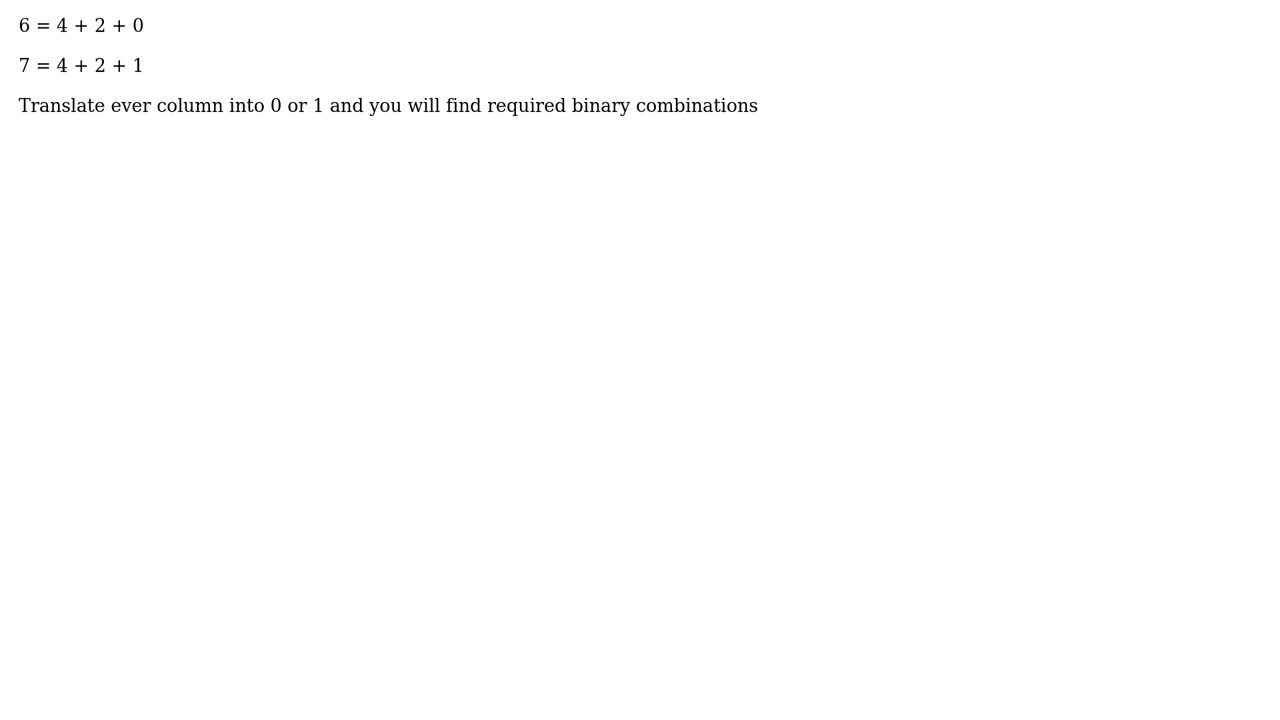 6 = 4 + 2 + 0
7 = 4 + 2 + 1
Translate ever column into 0 or 1 and you will find required binary combinations